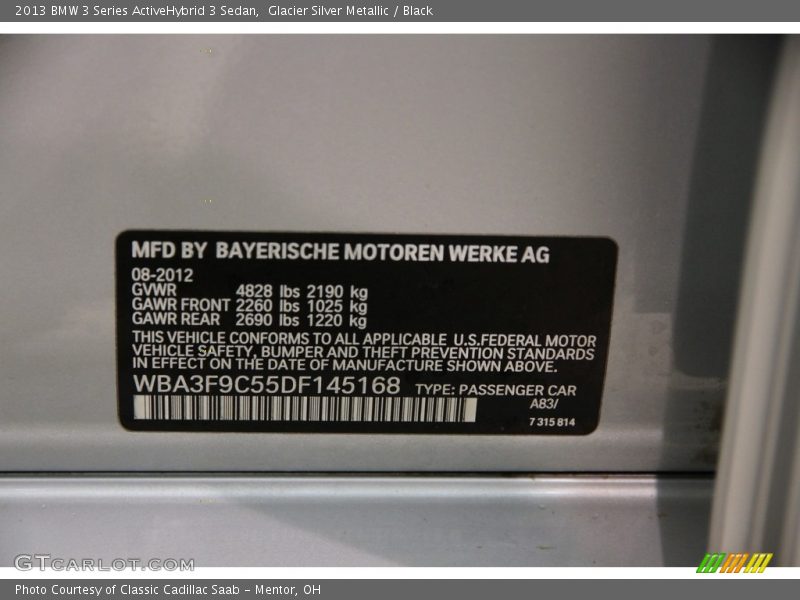 2013 BMW 3 Series ActiveHybrid 3 Sedan,  Glacier Silver Metallic / Black
MFD BY BAYERISCHE MOTOREN WERKE AG
08-2012
GVWR 4828 lbs 2190 kg
GAWR FRONT 2260 lbs 1025 kg
GAWR REAR 2690 lbs 1220 kg
THIS VEHICLE CONFORMS TO ALL APPLICABLE U.S.FEDERAL MOTOR
VEHICLE SAFETY, BUMPER AND THEFT PREVENTION STANDARDS
IN EFFECT ON THE DATE OF MANUFACTURE SHOWN ABOVE.
WBA3F9C55DF145168 TYPE: PASSENGER CAR
A83/
7 315 814
GTCARLOT.COM
Photo Courtesy of Classic Cadillac Saab - Mentor, OH